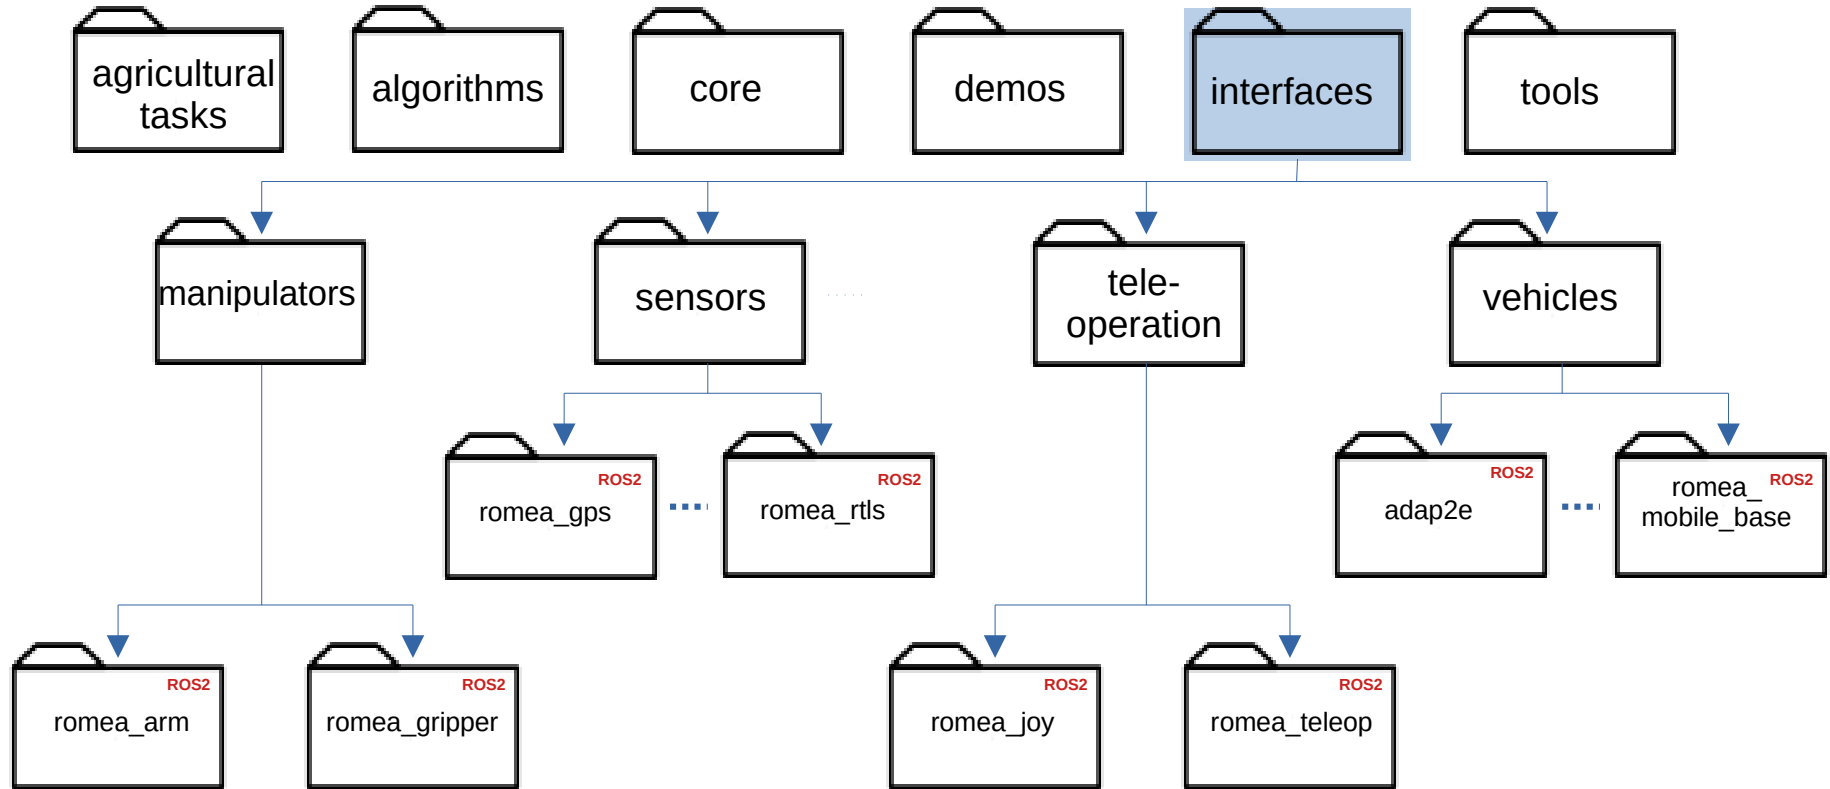 agricultural
tasks
algorithms
core
demos
interfaces
tools
manipulators
sensors
tele-
operation
vehicles
ROS2
romea_gps
ROS2
romea_rtls
ROS2
adap2e
ROS2
romea_
mobile_base
ROS2
romea_arm
ROS2
romea_gripper
ROS2
romea_joy
ROS2
romea_teleop